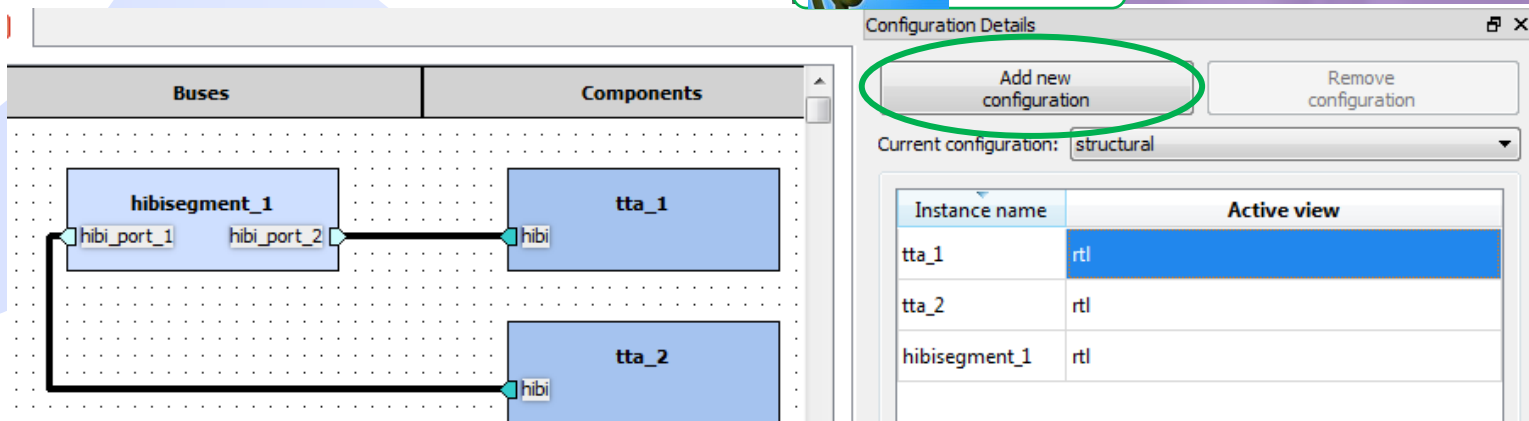 Configuration Details
Add new
configuration
Remove
configuration
Current configuration: structural
Buses
Components
hibisegment_1
hibi_port_1
hibi_port_2
tta_1
hibi
tta_2
hibi
Instance name
Active view
tta_1
rtl
tta_2
rtl
hibisegment_1
rtl